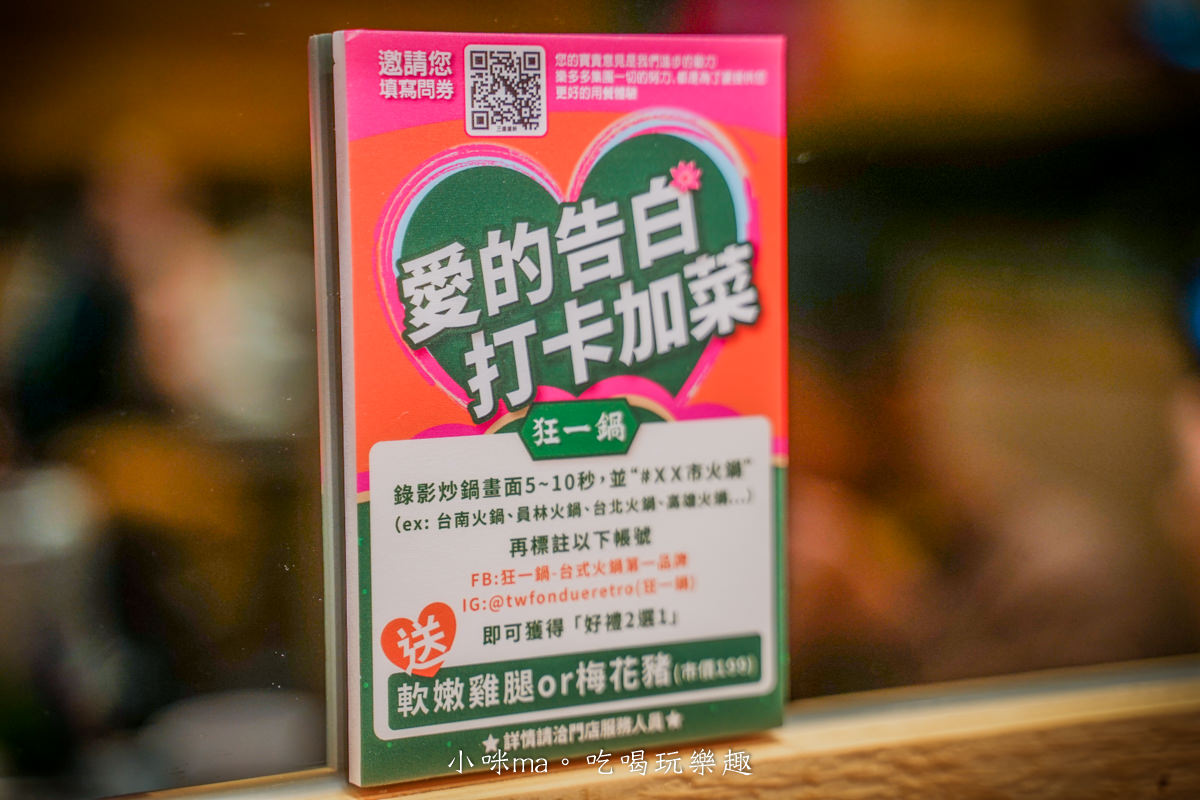 邀請您
填寫問券
您的寶貴意見是我們進步的動力
樂多多集團一切的努力、都是為了要提供您
更好的用餐體驗
愛的告白
打卡加菜
狂一鍋
錄影炒鍋畫面5~10秒，並“#XX市火鍋”
(ex: 台南火鍋、員林火鍋、台北火鍋、高雄火鍋...)
再標註以下帳號
FB:狂一鍋-台式火鍋第一品牌
IG:@twfondueretro(狂一鍋)
即可獲得「好禮2選1」
送
軟嫩雞腿or梅花豬(市價199)
★詳情請洽門店服務人員★
小咪ma。吃喝玩樂趣